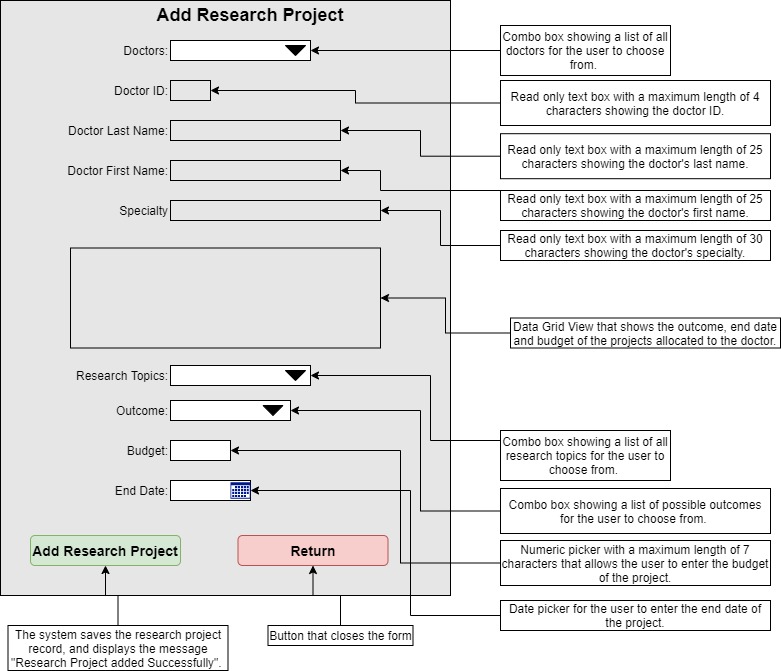 Add Research Project
Doctors:
Combo box showing a list of all
doctors for the user to choose
from.
Doctor ID:
Read only text box with a maximum length of 4
characters showing the doctor ID.
Doctor Last Name:
Read only text box with a maximum length of 25
characters showing the doctor's last name.
Doctor First Name:
Read only text box with a maximum length of 25
characters showing the doctor's first name.
Specialty
Read only text box with a maximum length of 30
characters showing the doctor's specialty.
Data Grid View that shows the outcome, end date
and budget of the projects allocated to the doctor.
Research Topics:
Combo box showing a list of all
research topics for the user to
choose from.
Outcome:
Combo box showing a list of possible outcomes
for the user to choose from.
Budget:
Numeric picker with a maximum length of 7
characters that allows the user to enter the budget
of the project.
End Date:
Date picker for the user to enter the end date of
the project.
Add Research Project
Return
The system saves the research project
record, and displays the message
"Research Project added Successfully".
Button that closes the form